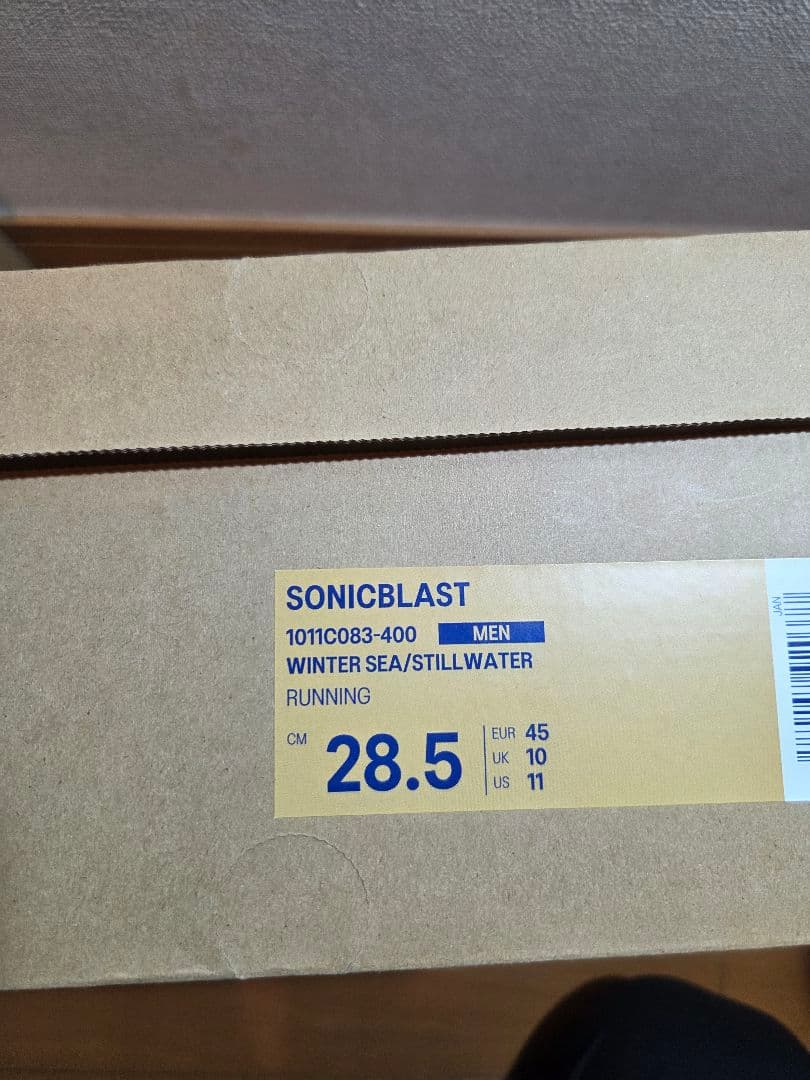 SONICBLAST
1011C083-400 MEN
WINTER SEA/STILLWATER
RUNNING
CM 28.5
EUR 45
UK 10
US 11
JAN